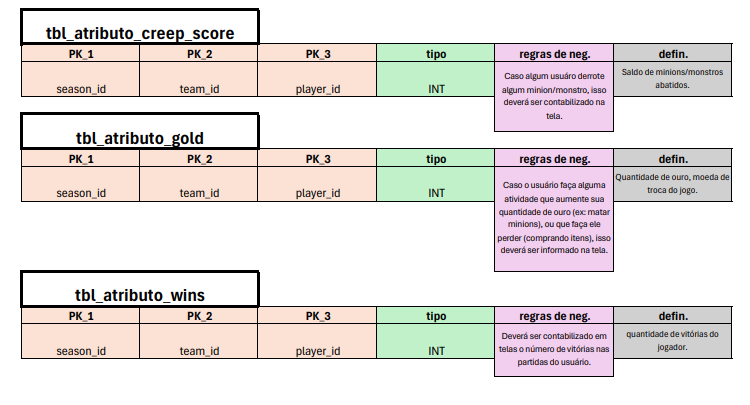 tbl_atributo_creep_score
PK_1 PK_2 PK_3 tipo regras de neg. defin.
season_id team_id player_id INT
Caso algum usuáro derrote
algum minion/monstro, isso
deverá ser contabilizado na
tela.
Saldo de minions/monstros
abatidos.
tbl_atributo_gold
PK_1 PK_2 PK_3 tipo regras de neg. defin.
season_id team_id player_id INT
Caso o usuário faça alguma
atividade que aumente sua
quantidade de ouro (ex: matar
minions), ou que faça ele
perder (comprando itens), isso
deverá ser informado na tela.
Quantidade de ouro, moeda de
troca do jogo.
tbl_atributo_wins
PK_1 PK_2 PK_3 tipo regras de neg. defin.
season_id team_id player_id INT
Deverá ser contabilizado em
telas o número de vitórias nas
partidas do usuário.
quantidade de vitórias do
jogador.